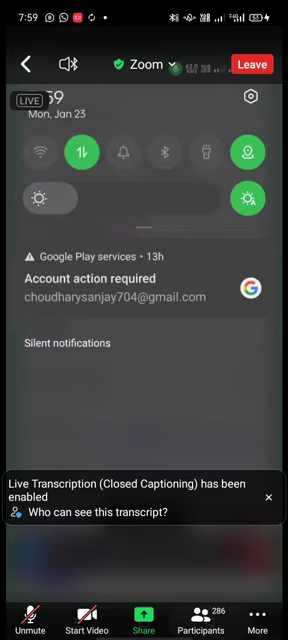 7:59
Zoom
Leave
LIVE
:59
Mon, Jan 23
Google Play services • 13h
Account action required
choudharysanjay704@gmail.com
Silent notifications
Live Transcription (Closed Captioning) has been
enabled
Who can see this transcript?
Unmute
Start Video
Share
286
Participants
More